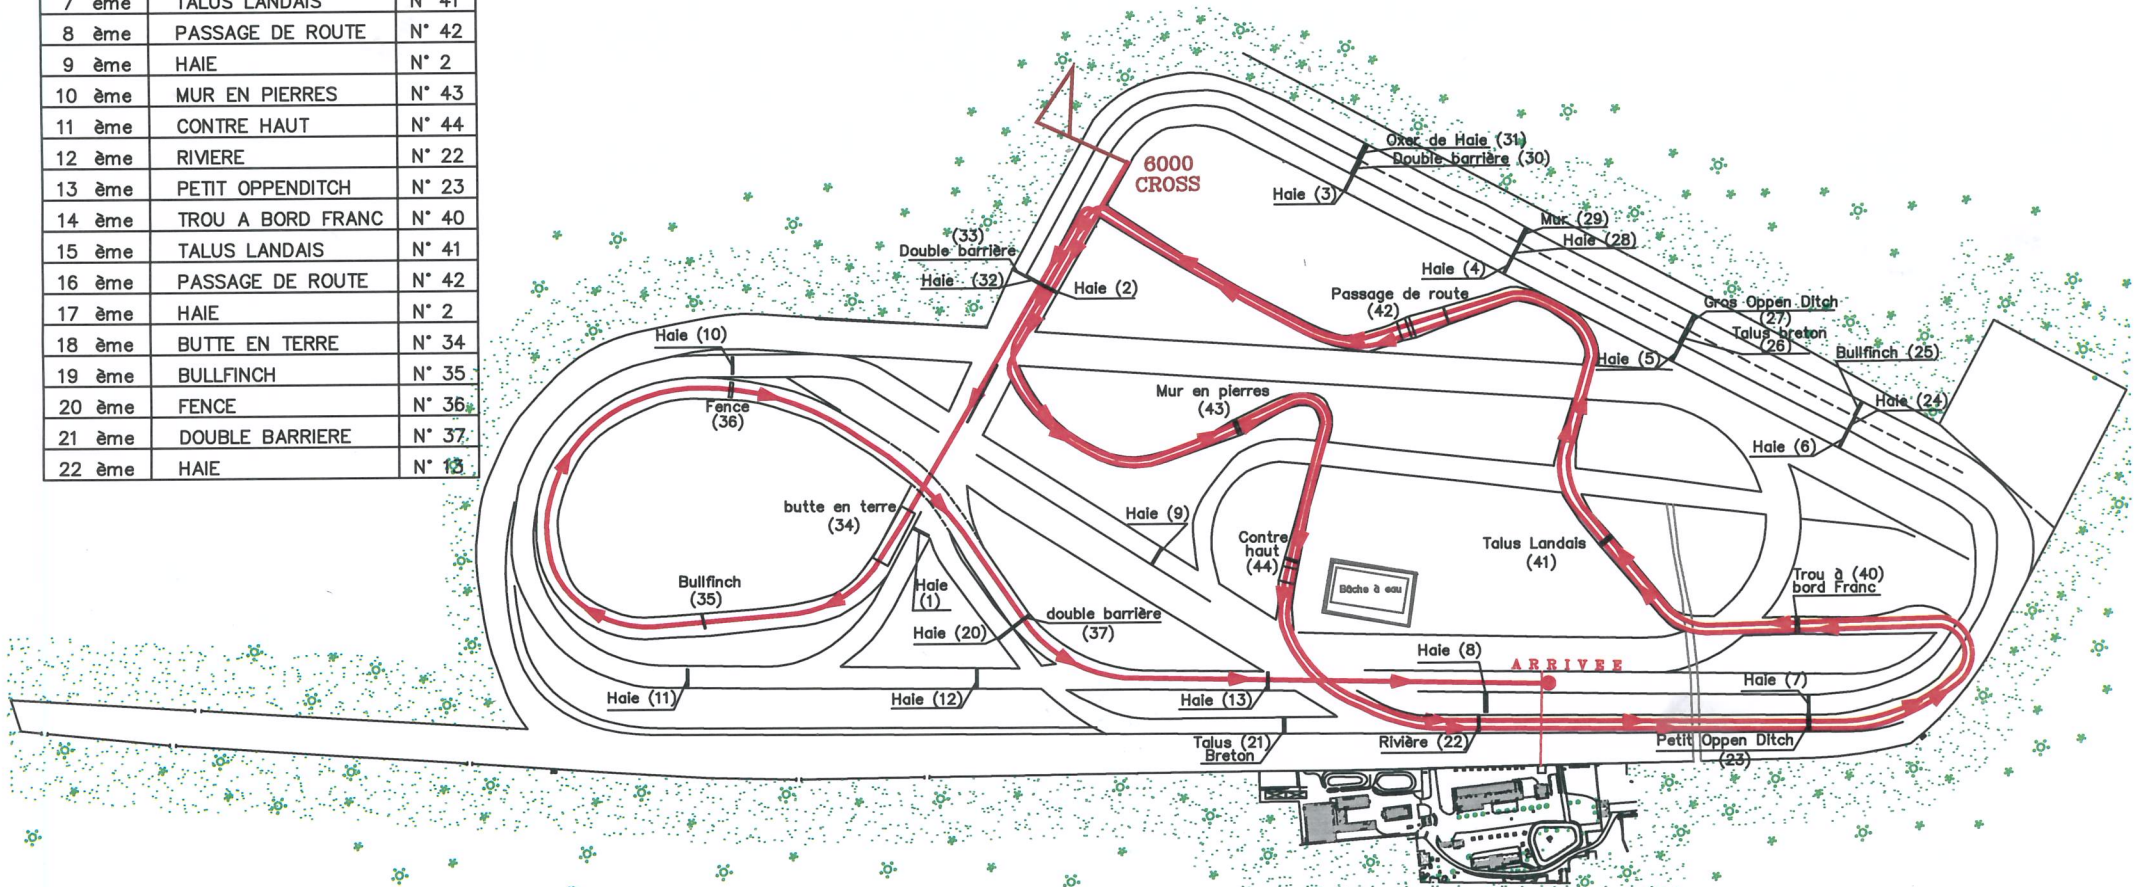 7 ème TALUS LANDAIS N° 41
8 ème PASSAGE DE ROUTE N° 42
9 ème HAIE N° 2
10 ème MUR EN PIERRES N° 43
11 ème CONTRE HAUT N° 44
12 ème RIVIERE N° 22
13 ème PETIT OPPENDITCH N° 23
14 ème TROU A BORD FRANC N° 40
15 ème TALUS LANDAIS N° 41
16 ème PASSAGE DE ROUTE N° 42
17 ème HAIE N° 2
18 ème BUTTE EN TERRE N° 34
19 ème BULLFINCH N° 35
20 ème FENCE N° 36
21 ème DOUBLE BARRIERE N° 37
22 ème HAIE N° 13
6000
CROSS
Oxer de Haie (31)
Double barrière (30)
Haie (3)
Mur (29)
Haie (28)
Haie (4)
(33)
Double barrière
Haie (32)
Haie (2)
Passage de route
(42)
Gros Oppen Ditch
(27)
Talus breton
(26)
Haie (5)
Bullfinch (25)
Haie (24)
Haie (6)
Haie (10)
Fence
(36)
Mur en pierres
(43)
butte en terre
(34)
Haie (9)
Contre
haut
(44)
Talus Landais
(41)
Bâche à eau
Trou à (40)
bord Franc
Bullfinch
(35)
Haie
(1)
Haie (20)
double barrière
(37)
Haie (8)
ARRIVEE
Haie (7)
Haie (11)
Haie (12)
Haie (13)
Talus (21)
Breton
Rivière (22)
Petit Oppen Ditch
(23)